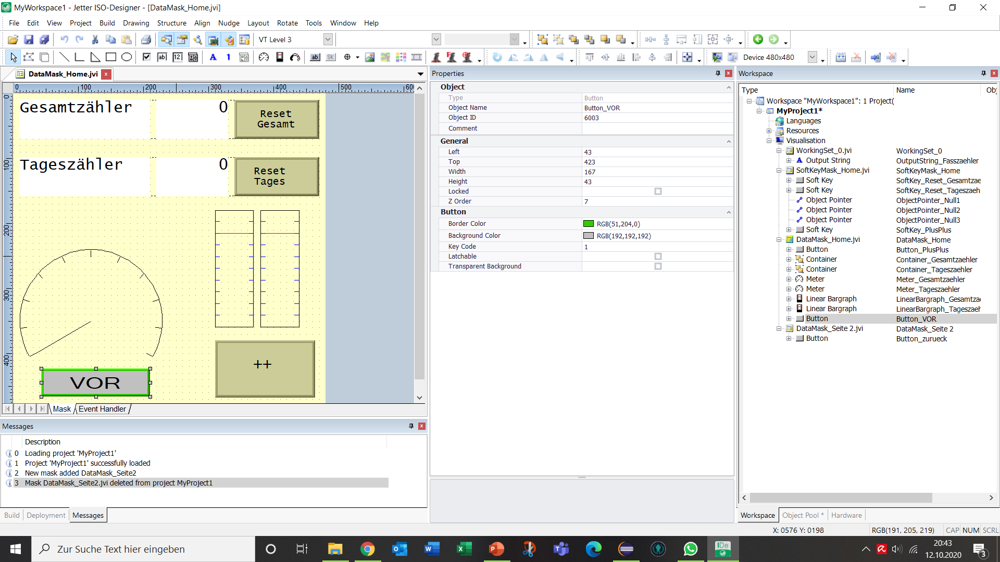 MyWorkspace1 - Jetter ISO-Designer - [DataMask_Home.jvi]
File Edit View Project Build Drawing Structure Align Nudge Layout Rotate Tools Window Help
VT Level 3
Device 480x480
DataMask_Home.jvi
0 100 200 300 400 500
0 100 200 300 400
Gesamtzähler 0 Reset Gesamt
Tageszähler 0 Reset Tages
++
VOR
Mask Event Handler
Messages
Description
0 Loading project 'MyProject1'
1 Project 'MyProject1' successfully loaded
2 New mask added DataMask_Seite2
3 Mask DataMask_Seite2.jvi deleted from project MyProject1
Build Deployment Messages
Properties
Object
Type Button
Object Name Button_VOR
Object ID 6003
Comment
General
Left 43
Top 423
Width 167
Height 43
Locked
Z Order 7
Button
Border Color RGB(51,204,0)
Background Color RGB(192,192,192)
Key Code 1
Latchable
Transparent Background
Workspace
Type Name Obj
Workspace "MyWorkspace1": 1 Project(
MyProject1*
Languages
Resources
Visualisation
WorkingSet_0.jvi WorkingSet_0
Output String OutputString_Fasszaehler
SoftKeyMask_Home.jvi SoftKeyMask_Home
Soft Key SoftKey_Reset_Gesamtzae
Soft Key SoftKey_Reset_Tageszaeh
Object Pointer ObjectPointer_Null1
Object Pointer ObjectPointer_Null2
Object Pointer ObjectPointer_Null3
Soft Key SoftKey_PlusPlus
DataMask_Home.jvi DataMask_Home
Button Button_PlusPlus
Container Container_Gesamtzaehler
Container Container_Tageszaehler
Meter Meter_Gesamtzaehler
Meter Meter_Tageszaehler
Linear Bargraph LinearBargraph_Gesamtza
Linear Bargraph LinearBargraph_Tageszaeh
Button Button_VOR
DataMask_Seite 2.jvi DataMask_Seite 2
Button Button_zurueck
Workspace Object Pool * Hardware
X: 0576 Y: 0198 RGB(191, 205, 219) CAP NUM SCRL
Zur Suche Text hier eingeben
20:43
12.10.2020
3